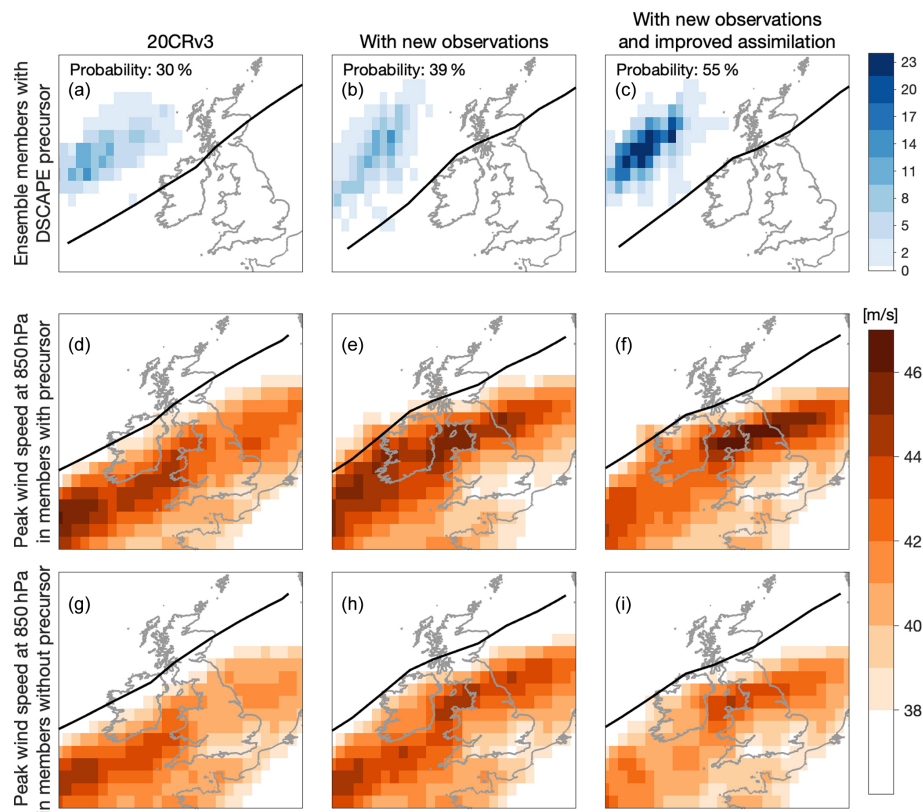 20CRv3
With new observations
With new observations
and improved assimilation
Ensemble members with
DSCAPE precursor
Probability: 30 %
(a)
Probability: 39 %
(b)
Probability: 55 %
(c)
23
20
17
14
11
8
5
2
0
Peak wind speed at 850 hPa
in members with precursor
(d)
(e)
(f)
[m/s]
46
44
42
40
38
Peak wind speed at 850 hPa
n members without precursor
(g)
(h)
(i)